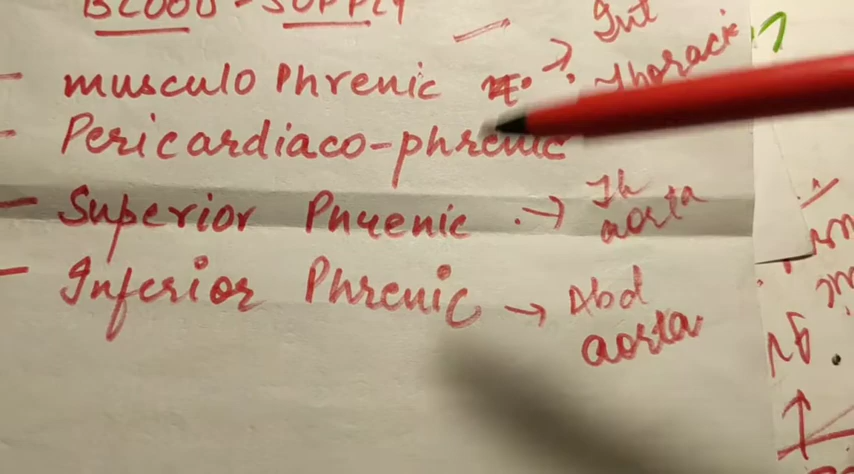 BLOOD-SUPPLY
- musculo Phrenic → Int Thoracic
- Pericardiaco-phrenic
- Superior Phrenic → Th aorta
- Inferior Phrenic → Abd aorta